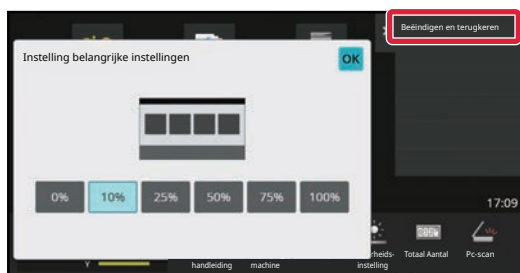 Beëindigen en terugkeren
Instelling belangrijke instellingen
OK
0% 10% 25% 50% 75% 100%
17:09
Y
handleiding
machine
instelling
Totaal Aantal
Pc-scan